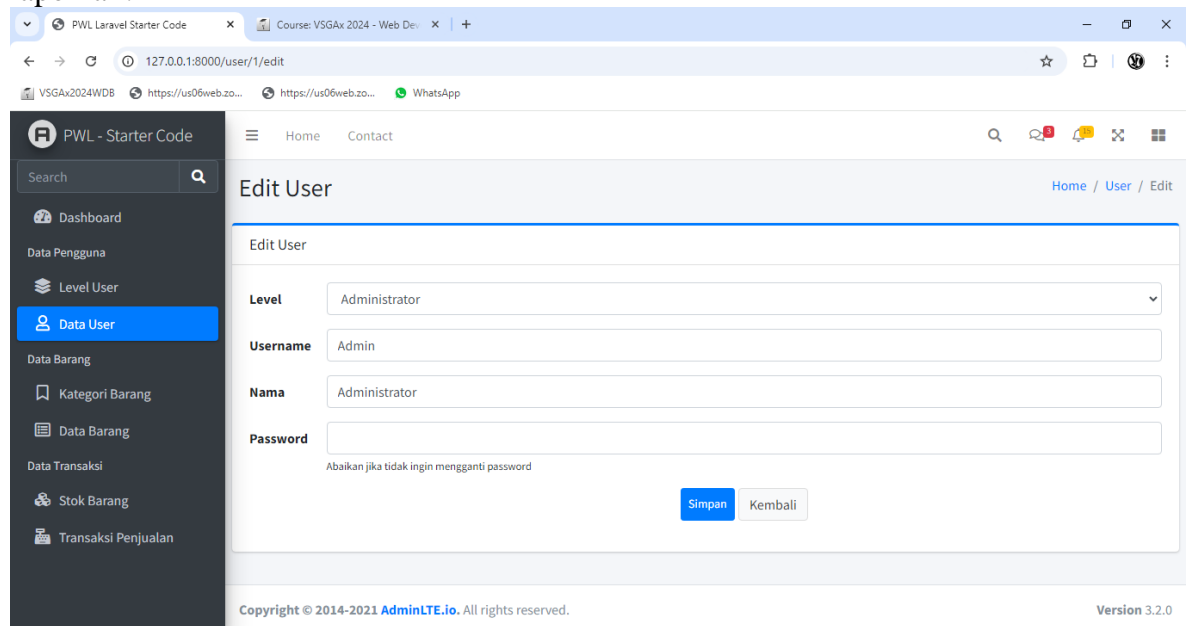 PWL Laravel Starter Code
Course: VSGAx 2024 - Web De
127.0.0.1:8000/user/1/edit
VSGAx2024WDB https://us06web.zo... https://us06web.zo... WhatsApp
PWL - Starter Code
Home Contact
3
15
Search
Edit User
Home / User / Edit
Dashboard
Data Pengguna
Level User
Data User
Data Barang
Kategori Barang
Data Barang
Data Transaksi
Stok Barang
Transaksi Penjualan
Edit User
Level Administrator
Username Admin
Nama Administrator
Password
Abaikan jika tidak ingin mengganti password
Simpan Kembali
Copyright © 2014-2021 AdminLTE.io. All rights reserved.
Version 3.2.0